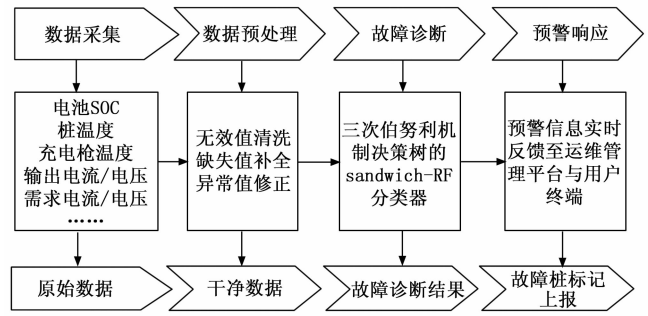 数据采集
数据预处理
故障诊断
预警响应
电池SOC
桩温度
充电枪温度
输出电流/电压
需求电流/电压
……
无效值清洗
缺失值补全
异常值修正
三次伯努利机
制决策树的
sandwich-RF
分类器
预警信息实时
反馈至运维管
理平台与用户
终端
原始数据
干净数据
故障诊断结果
故障桩标记
上报